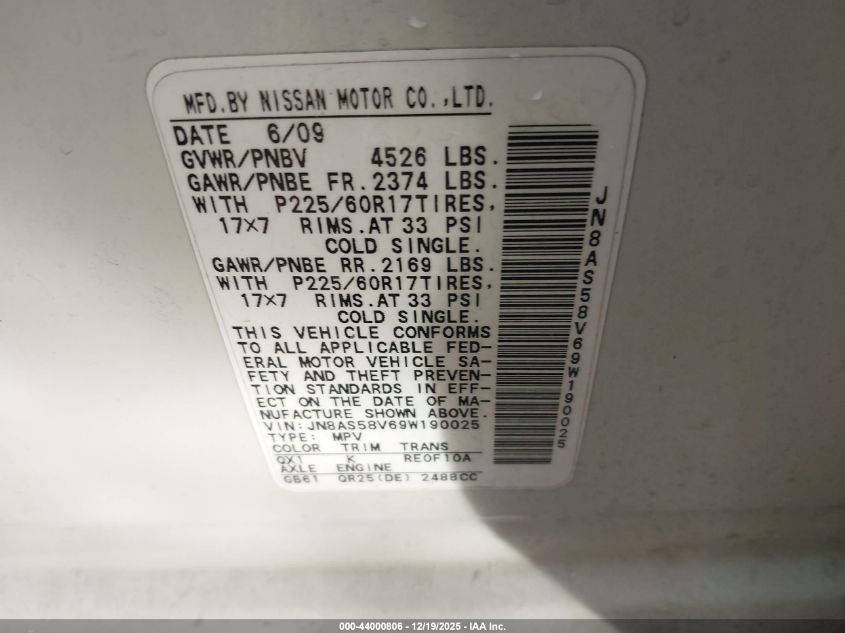 MFD.BY NISSAN MOTOR CO.,LTD.
DATE 6/09
GVWR/PNBV 4526 LBS.
GAWR/PNBE FR.2374 LBS.
WITH P225/60R17TIRES,
17×7 RIMS.AT 33 PSI
COLD SINGLE.
GAWR/PNBE RR.2169 LBS.
WITH P225/60R17TIRES,
17×7 RIMS.AT 33 PSI
COLD SINGLE.
THIS VEHICLE CONFORMS
TO ALL APPLICABLE FED-
ERAL MOTOR VEHICLE SA-
FETY AND THEFT PREVEN-
TION STANDARDS IN EFF-
ECT ON THE DATE OF MA-
NUFACTURE SHOWN ABOVE.
VIN: JN8AS58V69W190025
TYPE: MPV
COLOR TRIM TRANS
QX1 K RE0F10A
AXLE ENGINE
GB61 QR25(DE) 2488CC
JN8AS58V69W190025
000-44000806 - 12/19/2025 - IAA Inc.